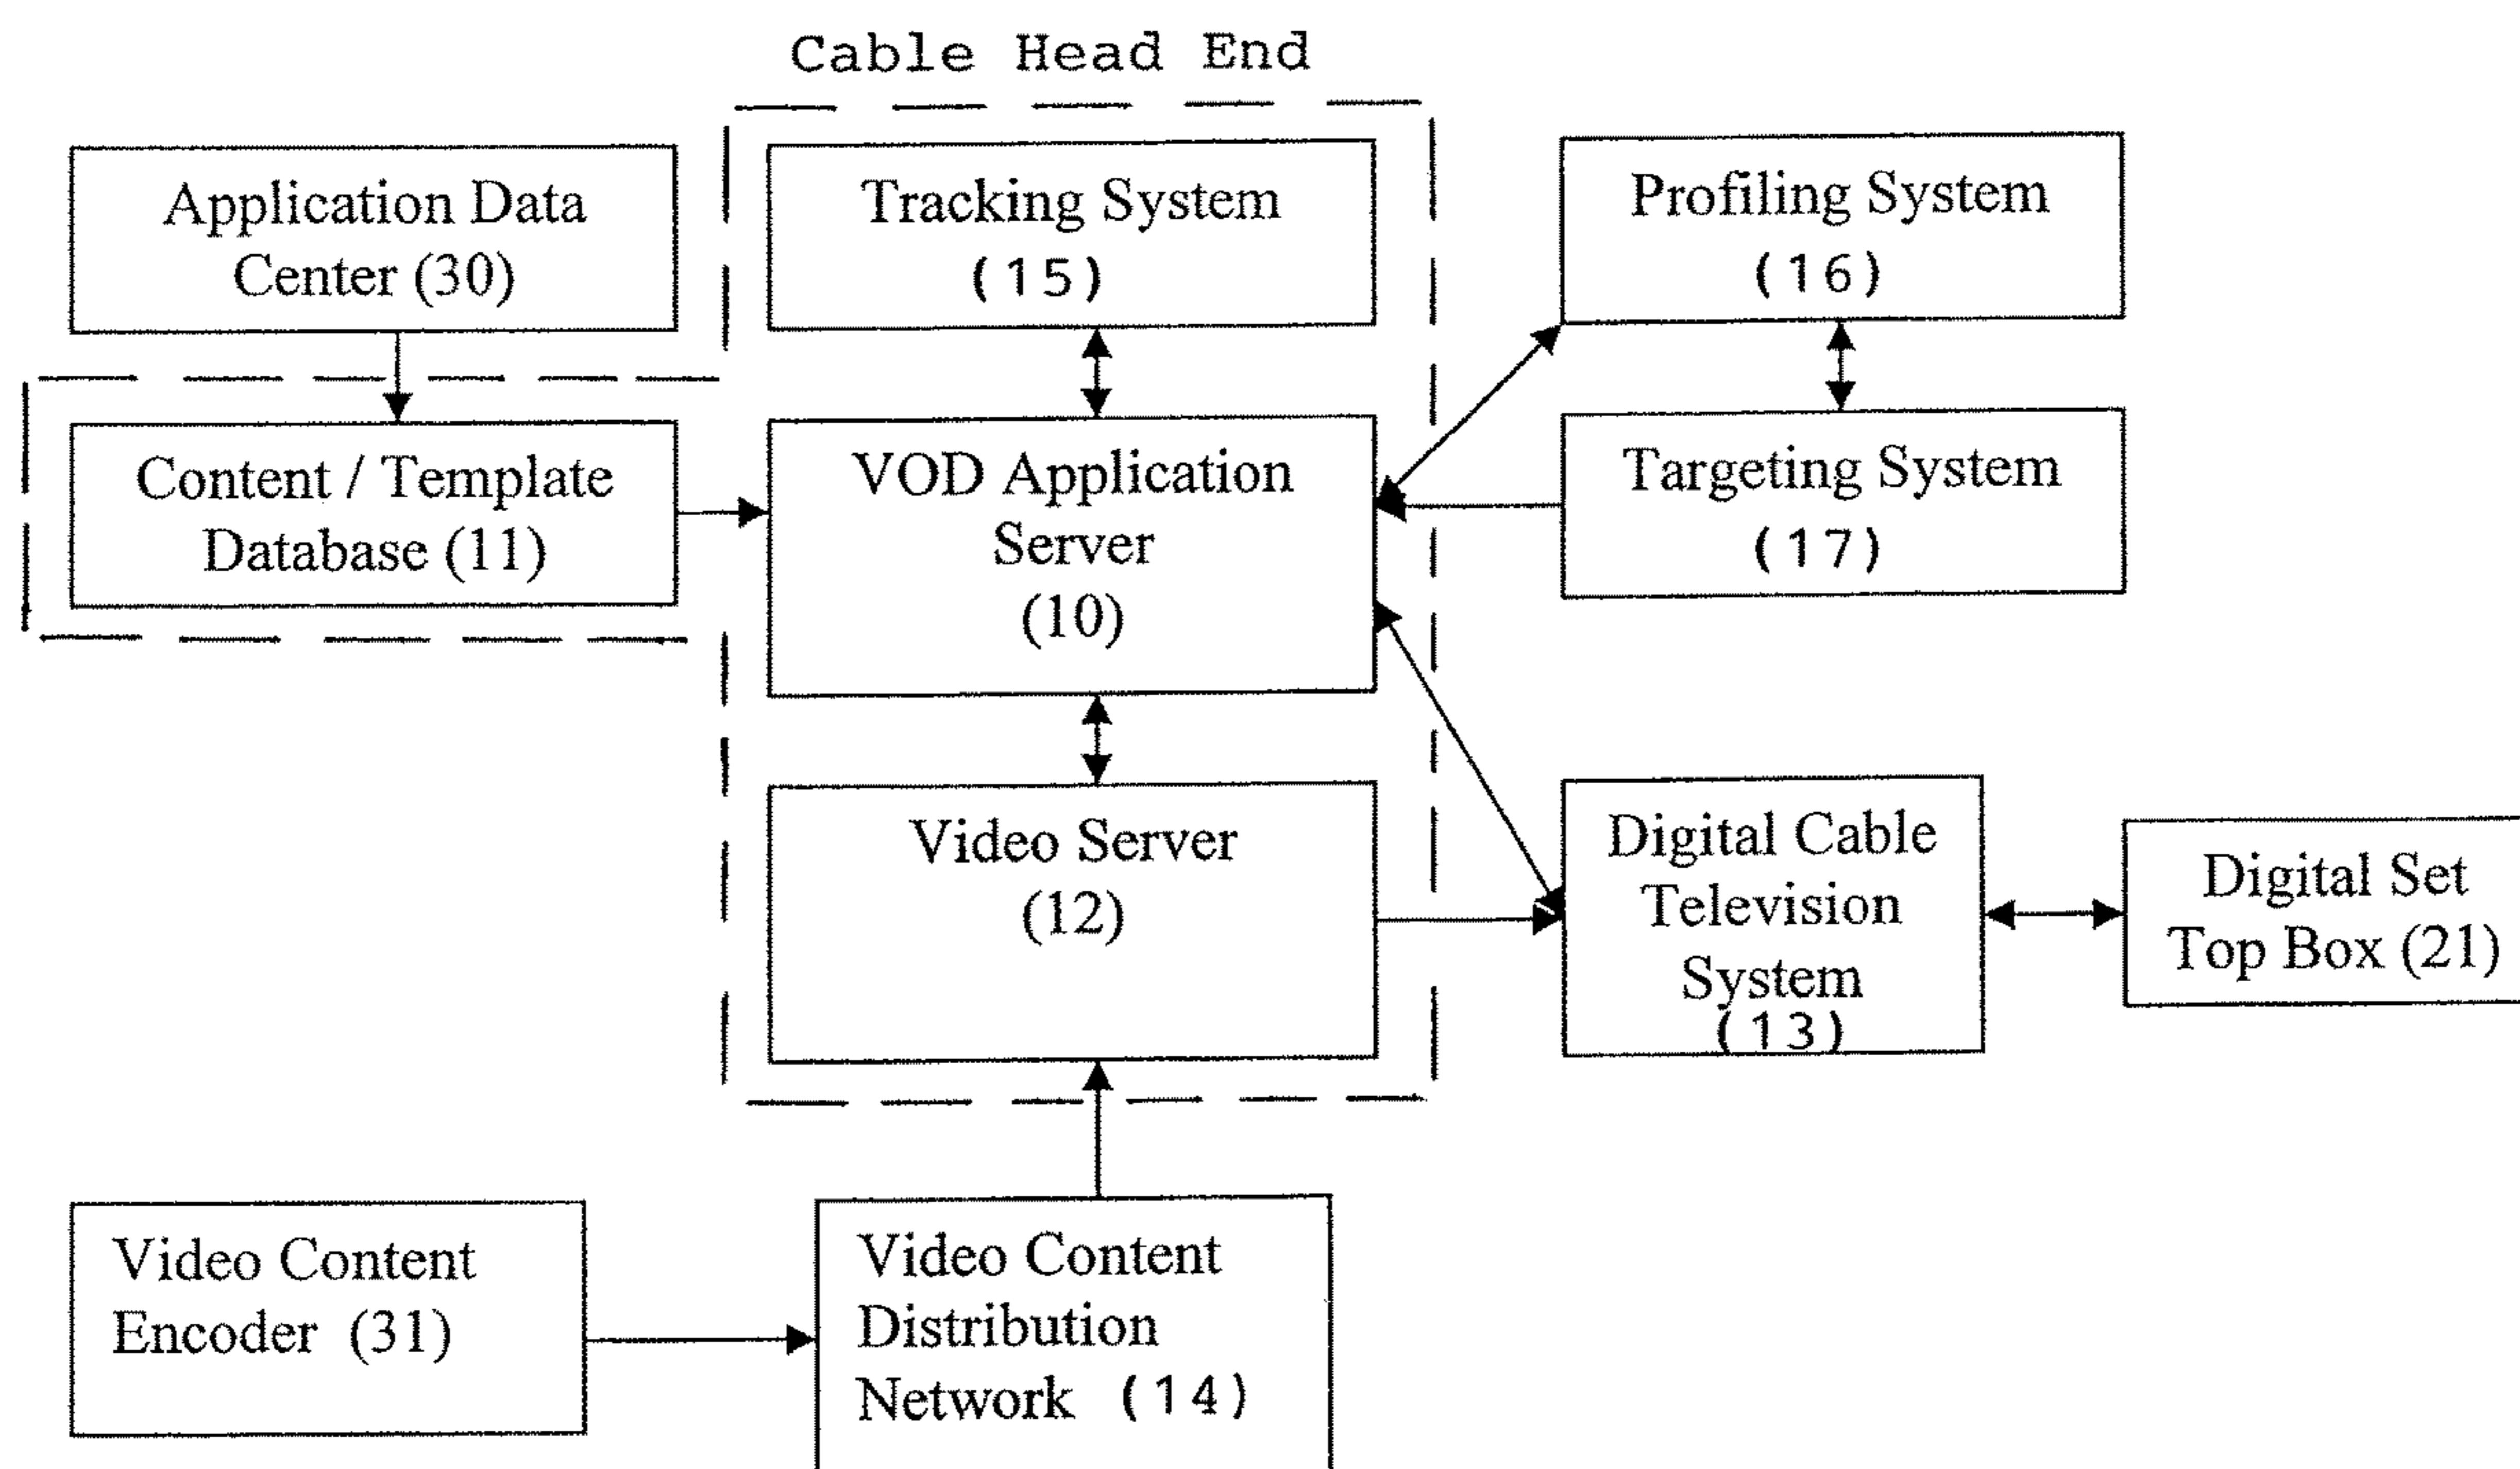 Cable Head End
Application Data
Center (30)
Tracking System
(15)
Profiling System
(16)
Content / Template
Database (11)
VOD Application
Server
(10)
Targeting System
(17)
Video Server
(12)
Digital Cable
Television
System
(13)
Digital Set
Top Box (21)
Video Content
Encoder (31)
Video Content
Distribution
Network (14)